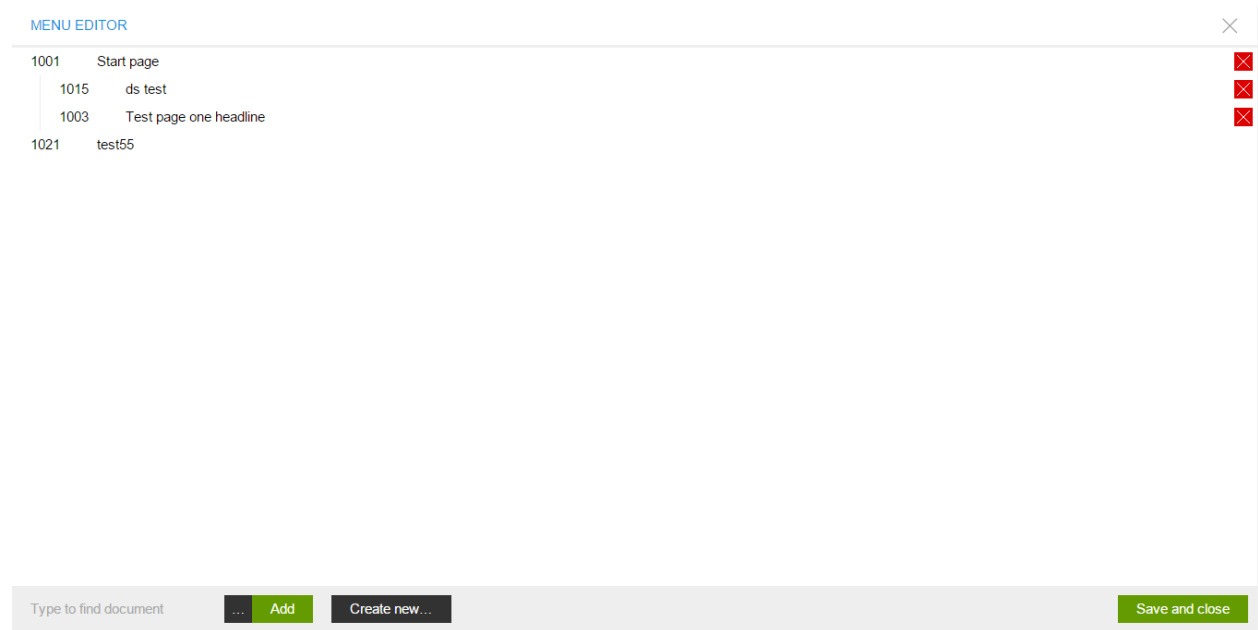 MENU EDITOR
1001 Start page
1015 ds test
1003 Test page one headline
1021 test55
Type to find document ... Add Create new... Save and close